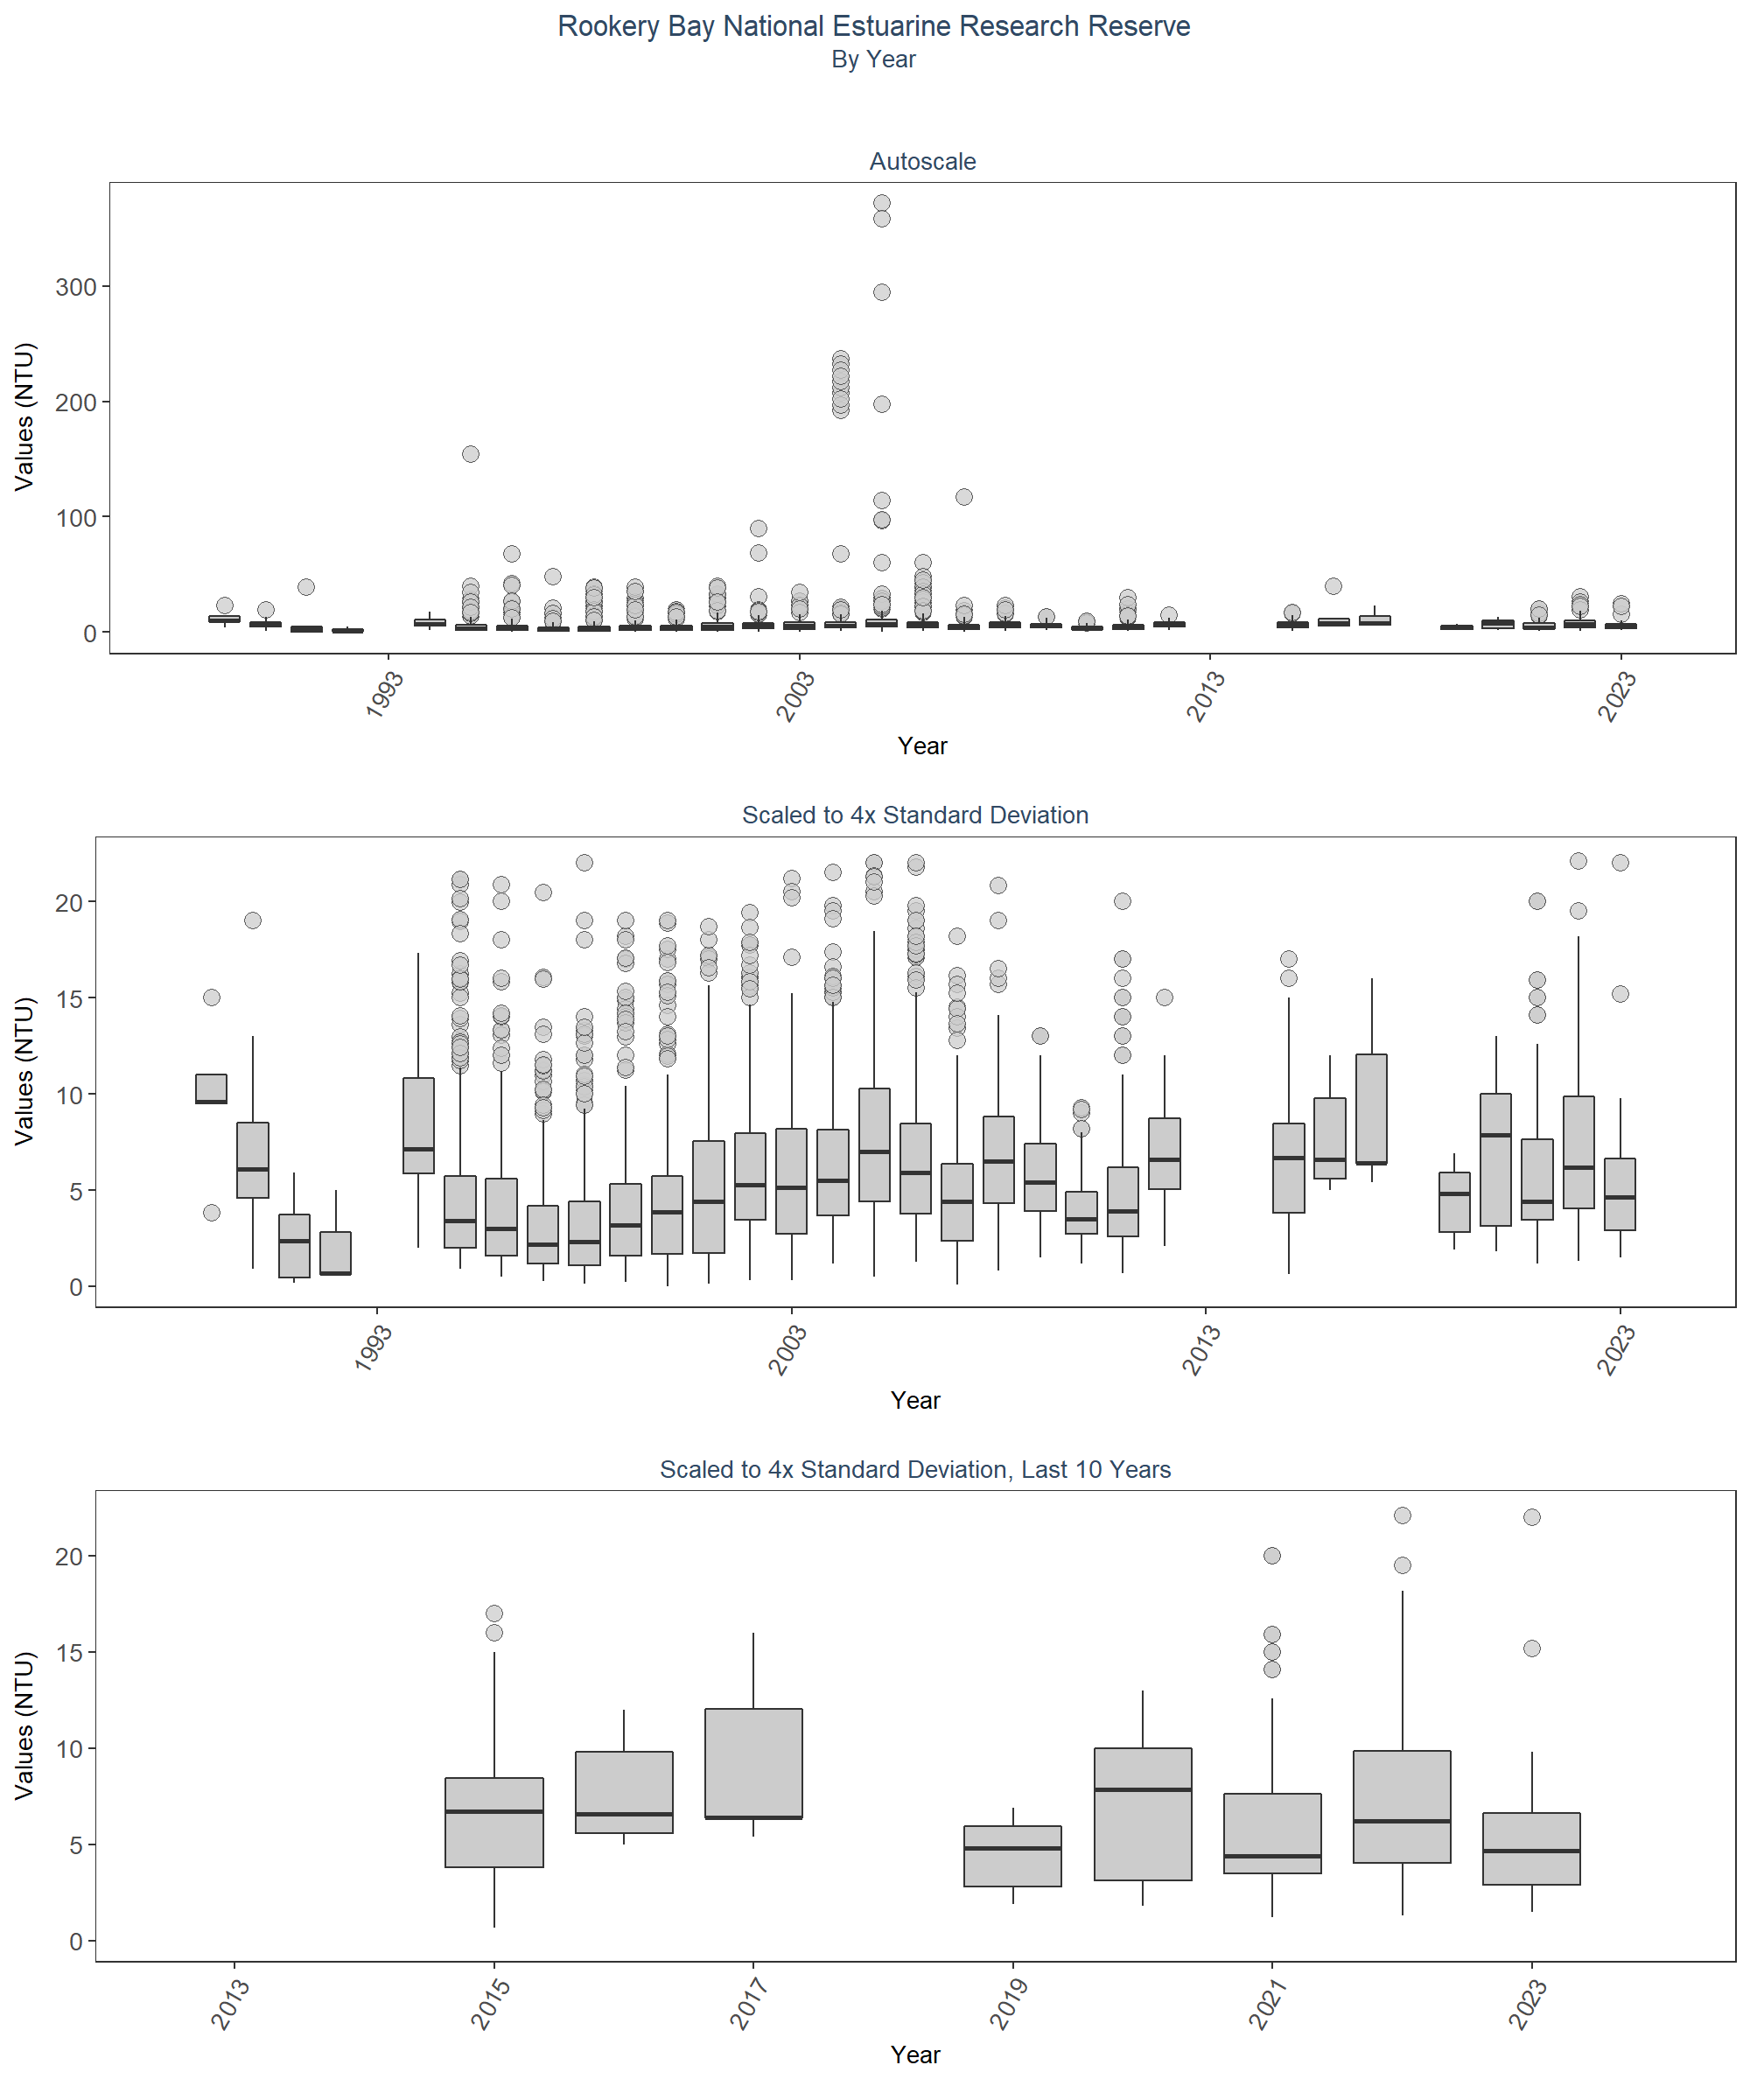 Rookery Bay National Estuarine Research Reserve
By Year
Autoscale
Values (NTU)
300
200
100
0
1993
2003
2013
2023
Year
Scaled to 4x Standard Deviation
Values (NTU)
20
15
10
5
0
1993
2003
2013
2023
Year
Scaled to 4x Standard Deviation, Last 10 Years
Values (NTU)
20
15
10
5
0
2013
2015
2017
2019
2021
2023
Year